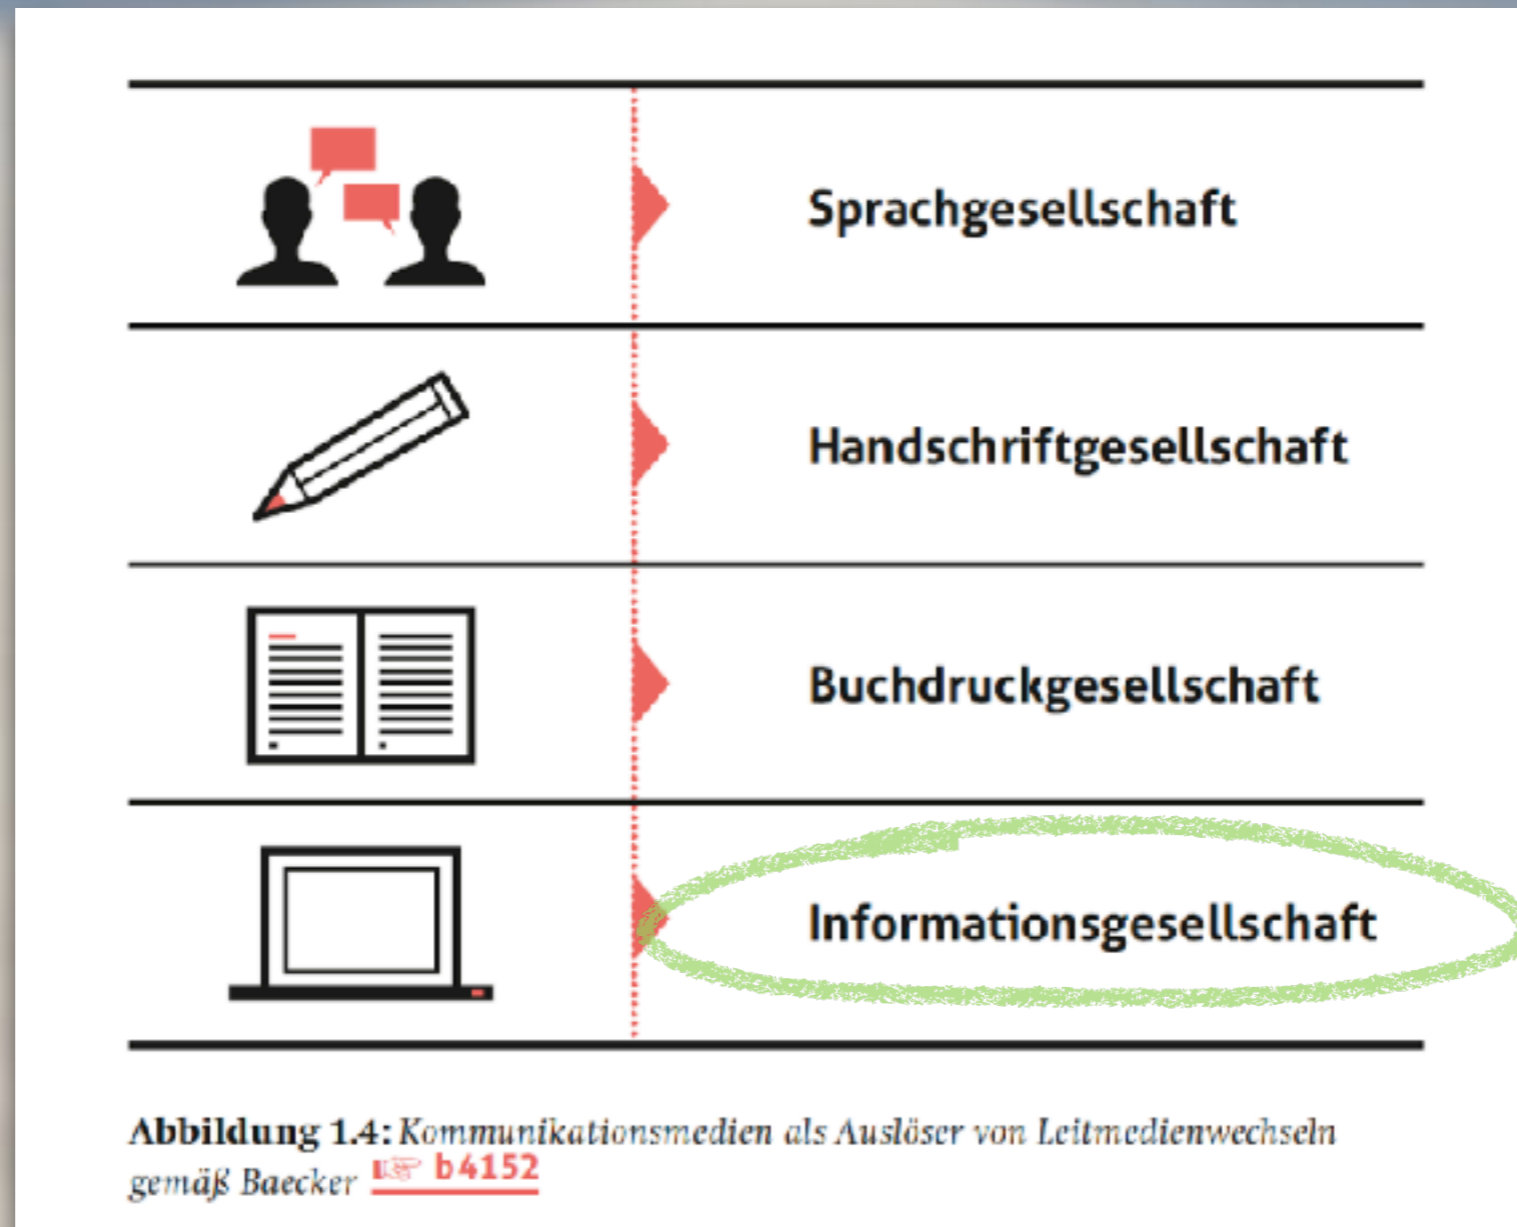 Sprachgesellschaft
Handschriftgesellschaft
Buchdruckgesellschaft
Informationsgesellschaft
Abbildung 1.4: Kommunikationsmedien als Auslöser von Leitmedienwechseln
gemäß Baecker ☞ b4152